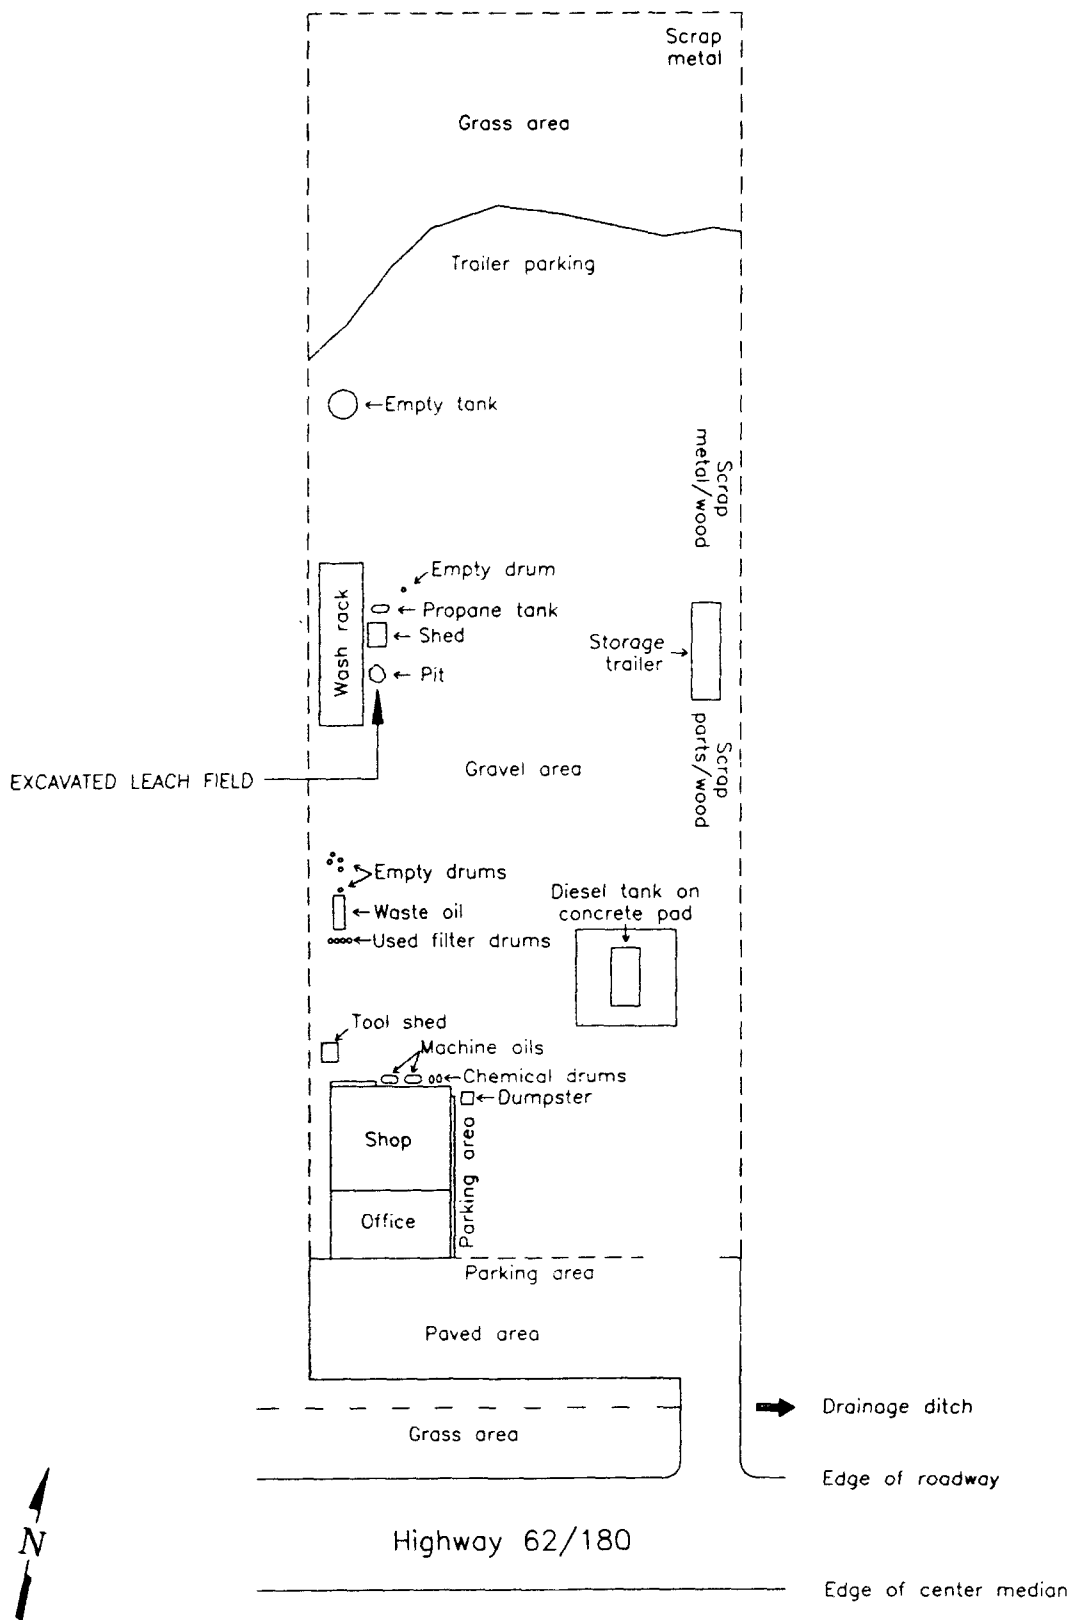 Scrap
metal
Grass area
Trailer parking
←Empty tank
Scrap
metal/wood
Empty drum
Propane tank
Wash rack
Shed
Storage
trailer
Pit
Scrap
parts/wood
Gravel area
EXCAVATED LEACH FIELD
Empty drums
Diesel tank on
concrete pad
Waste oil
Used filter drums
Tool shed
Machine oils
Chemical drums
Dumpster
Shop
Parking area
Office
Parking area
Paved area
Drainage ditch
Grass area
Edge of roadway
N
Highway 62/180
Edge of center median